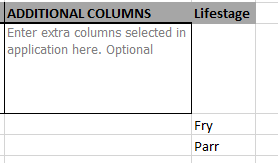 ADDITIONAL COLUMNS Lifestage
Enter extra columns selected in
application here. Optional
Fry
Parr